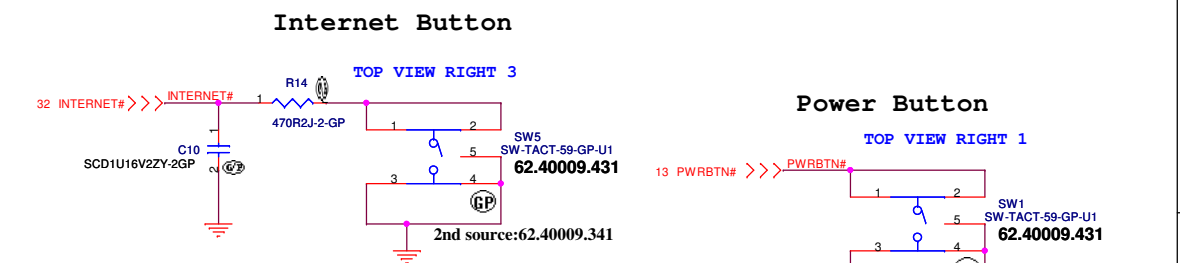 Internet Button
TOP VIEW RIGHT 3
R14
32 INTERNET#
INTERNET#
1
2
470R2J-2-GP
1
C10
SCD1U16V2ZY-2GP
2
1
2
SW5
5
SW-TACT-59-GP-U1
62.40009.431
3
4
GP
2nd source:62.40009.341
Power Button
TOP VIEW RIGHT 1
13 PWRBTN#
PWRBTN#
1
2
SW1
5
SW-TACT-59-GP-U1
62.40009.431
3
4